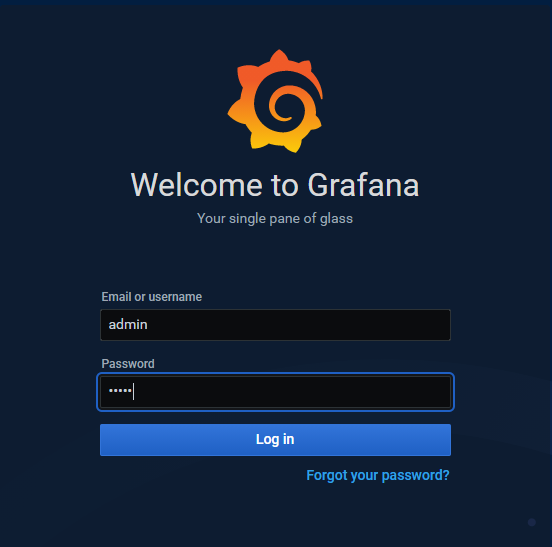 Welcome to Grafana
Your single pane of glass
Email or username
admin
Password
•••••
Log in
Forgot your password?